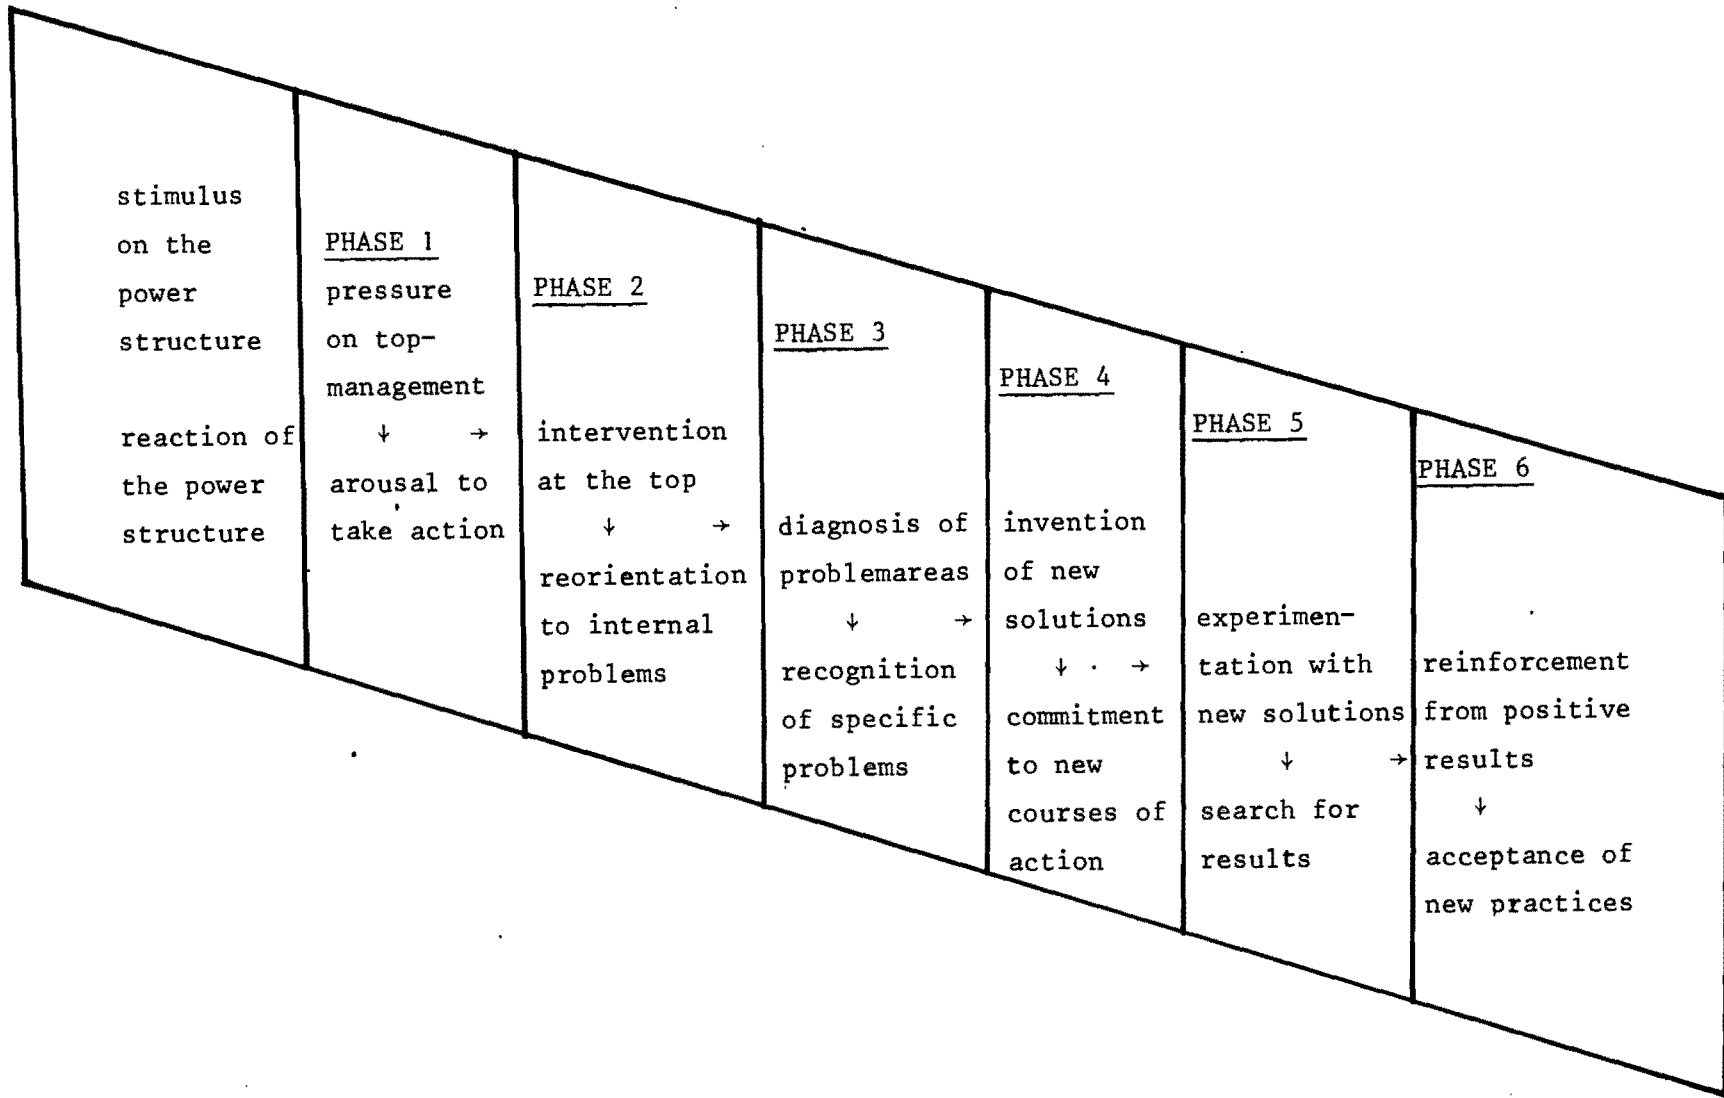 stimulus
on the
power
structure
reaction of
the power
structure
PHASE 1
pressure
on top-
management
↓ →
arousal to
take action
PHASE 2
intervention
at the top
↓ →
reorientation
to internal
problems
PHASE 3
diagnosis of
problemareas
↓ →
recognition
of specific
problems
PHASE 4
invention
of new
solutions
↓ →
commitment
to new
courses of
action
PHASE 5
experimen-
tation with
new solutions
↓ →
search for
results
PHASE 6
reinforcement
from positive
results
↓
acceptance of
new practices